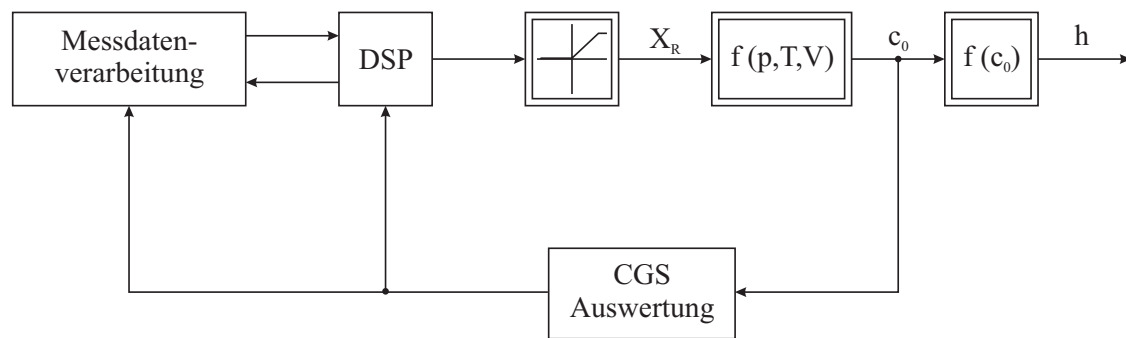 Messdaten-
verarbeitung
DSP
X_R
f (p,T,V)
c_0
f (c_0)
h
CGS
Auswertung